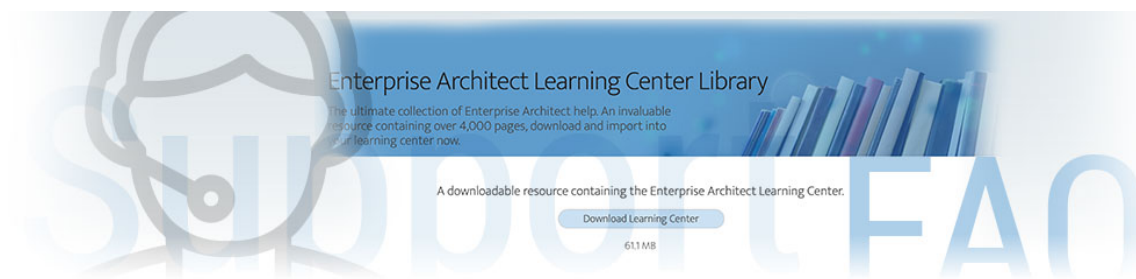 Enterprise Architect Learning Center Library
The ultimate collection of Enterprise Architect help. An invaluable
resource containing over 4,000 pages, download and import into
your learning center now.
Support FAQ
A downloadable resource containing the Enterprise Architect Learning Center.
Download Learning Center
61.1 MB